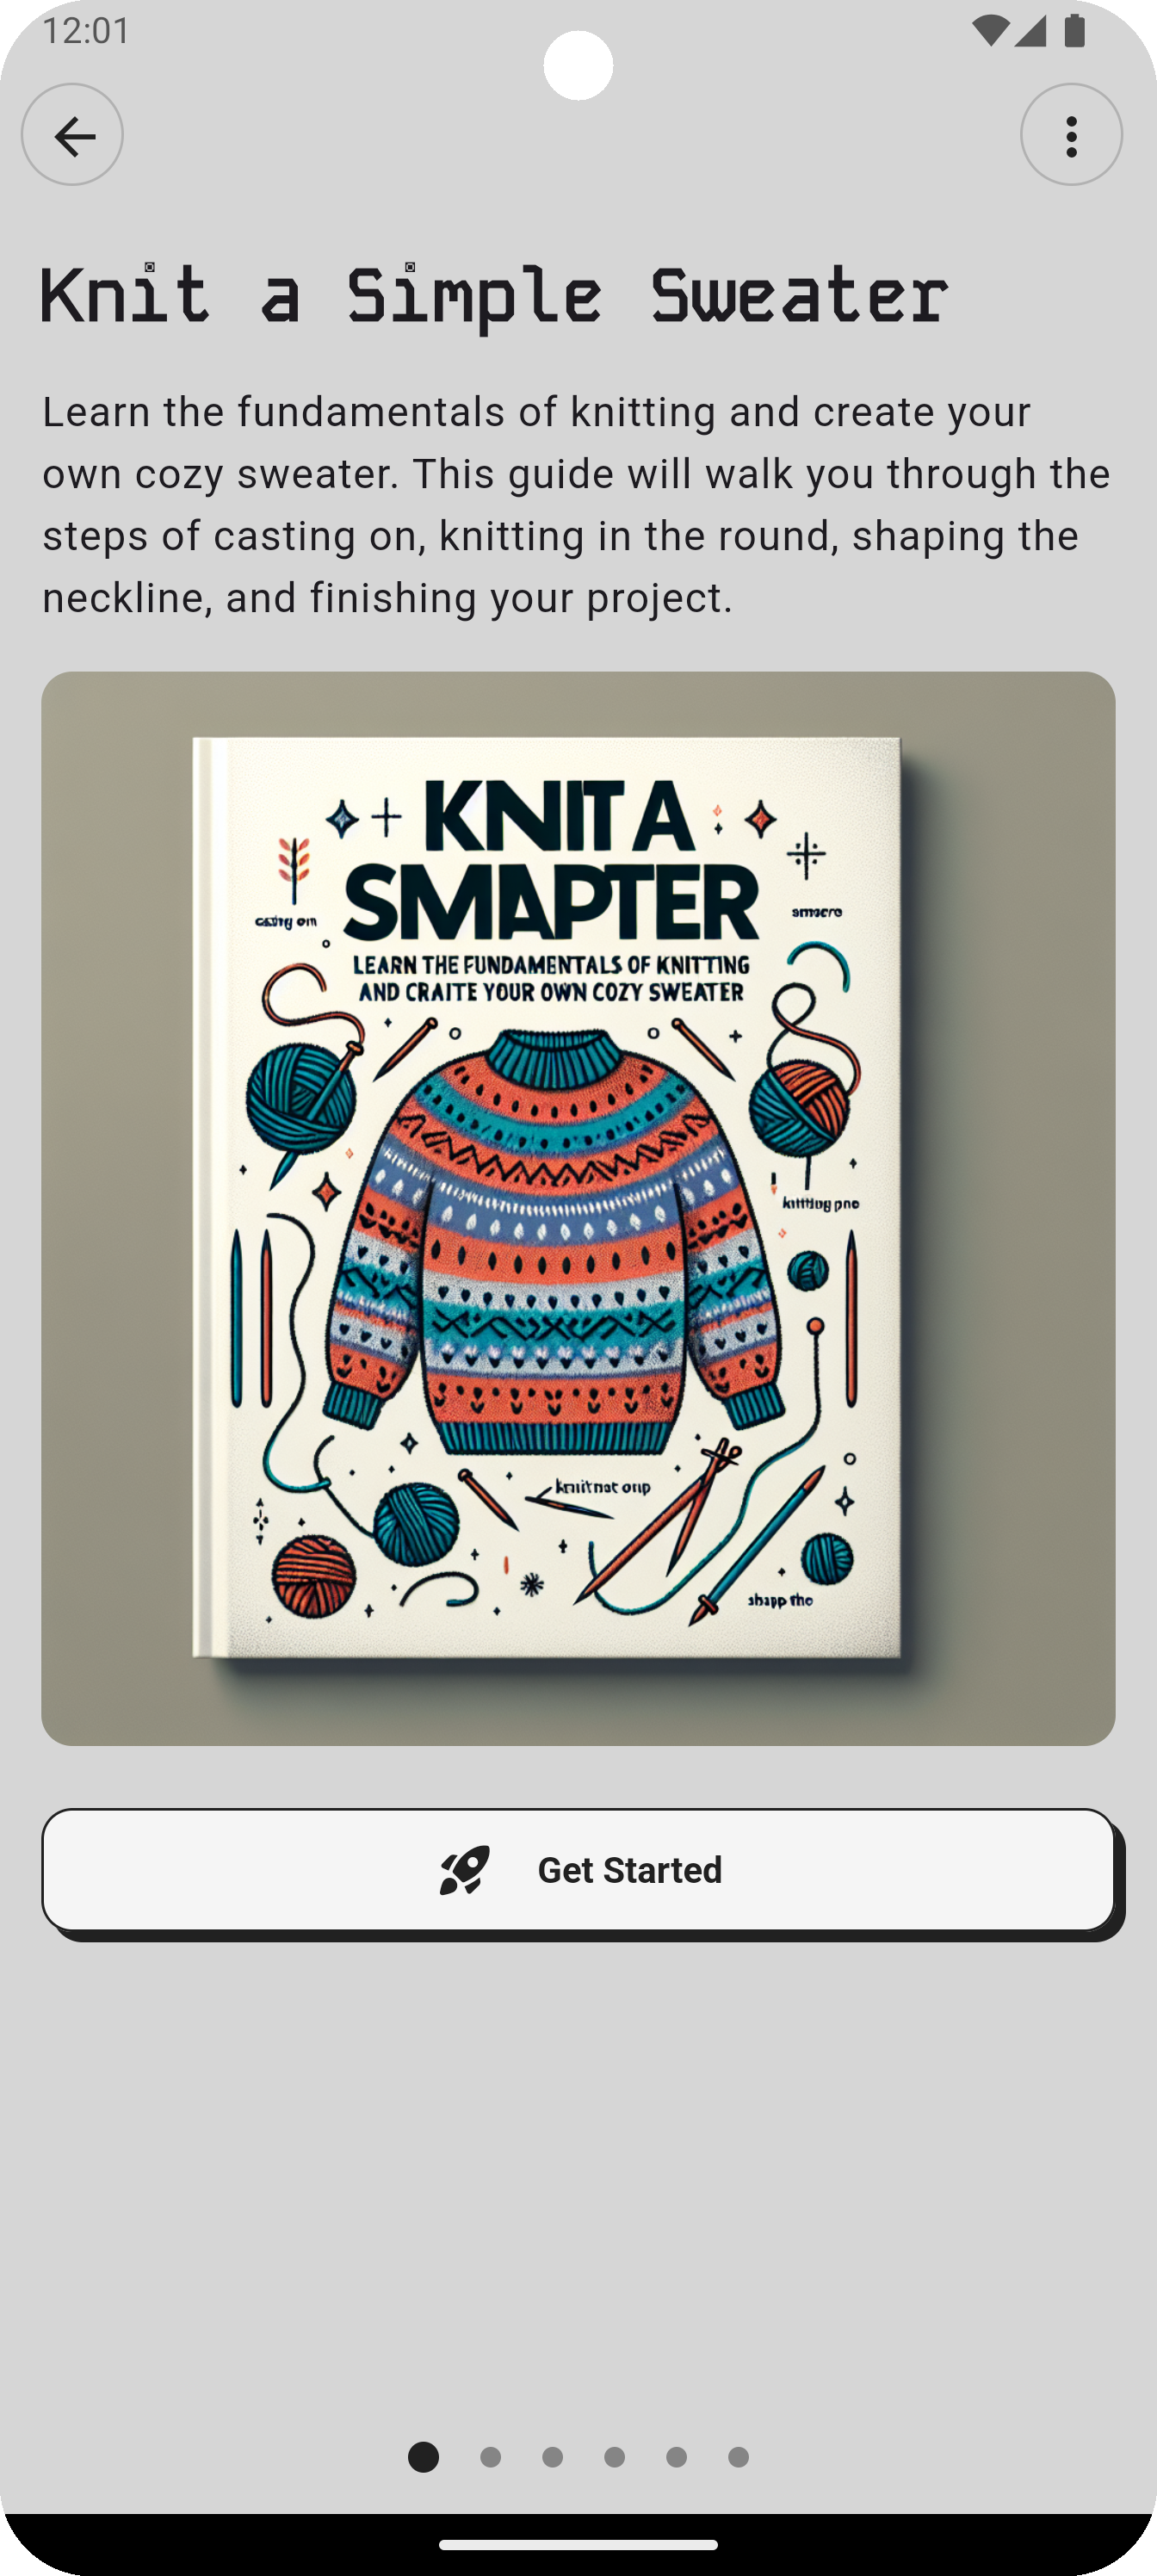 12:01
Knit a Simple Sweater
Learn the fundamentals of knitting and create your
own cozy sweater. This guide will walk you through the
steps of casting on, knitting in the round, shaping the
neckline, and finishing your project.
KNIT A
SMAPTER
LEARN THE FUNDAMENTALS OF KNITTING
AND CRAITE YOUR OWN COZY SWEATER
shapp tho
Get Started